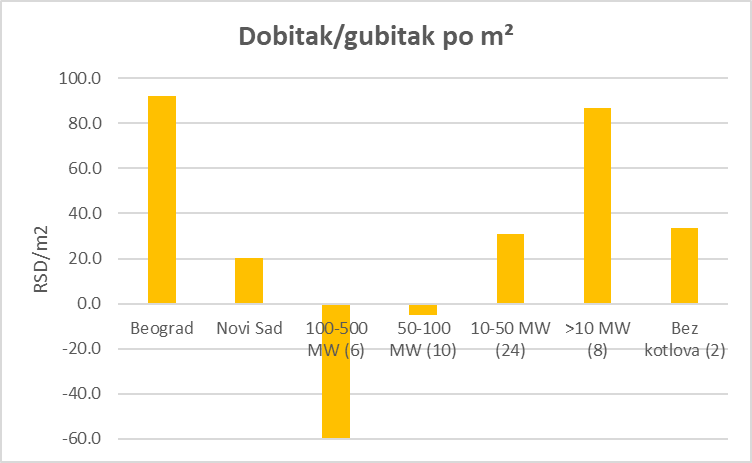 Dobitak/gubitak po m²
RSD/m2
100.0
80.0
60.0
40.0
20.0
0.0
-20.0
-40.0
-60.0
Beograd
Novi Sad
100-500
MW (6)
50-100
MW (10)
10-50 MW
(24)
>10 MW
(8)
Bez
kotlova (2)